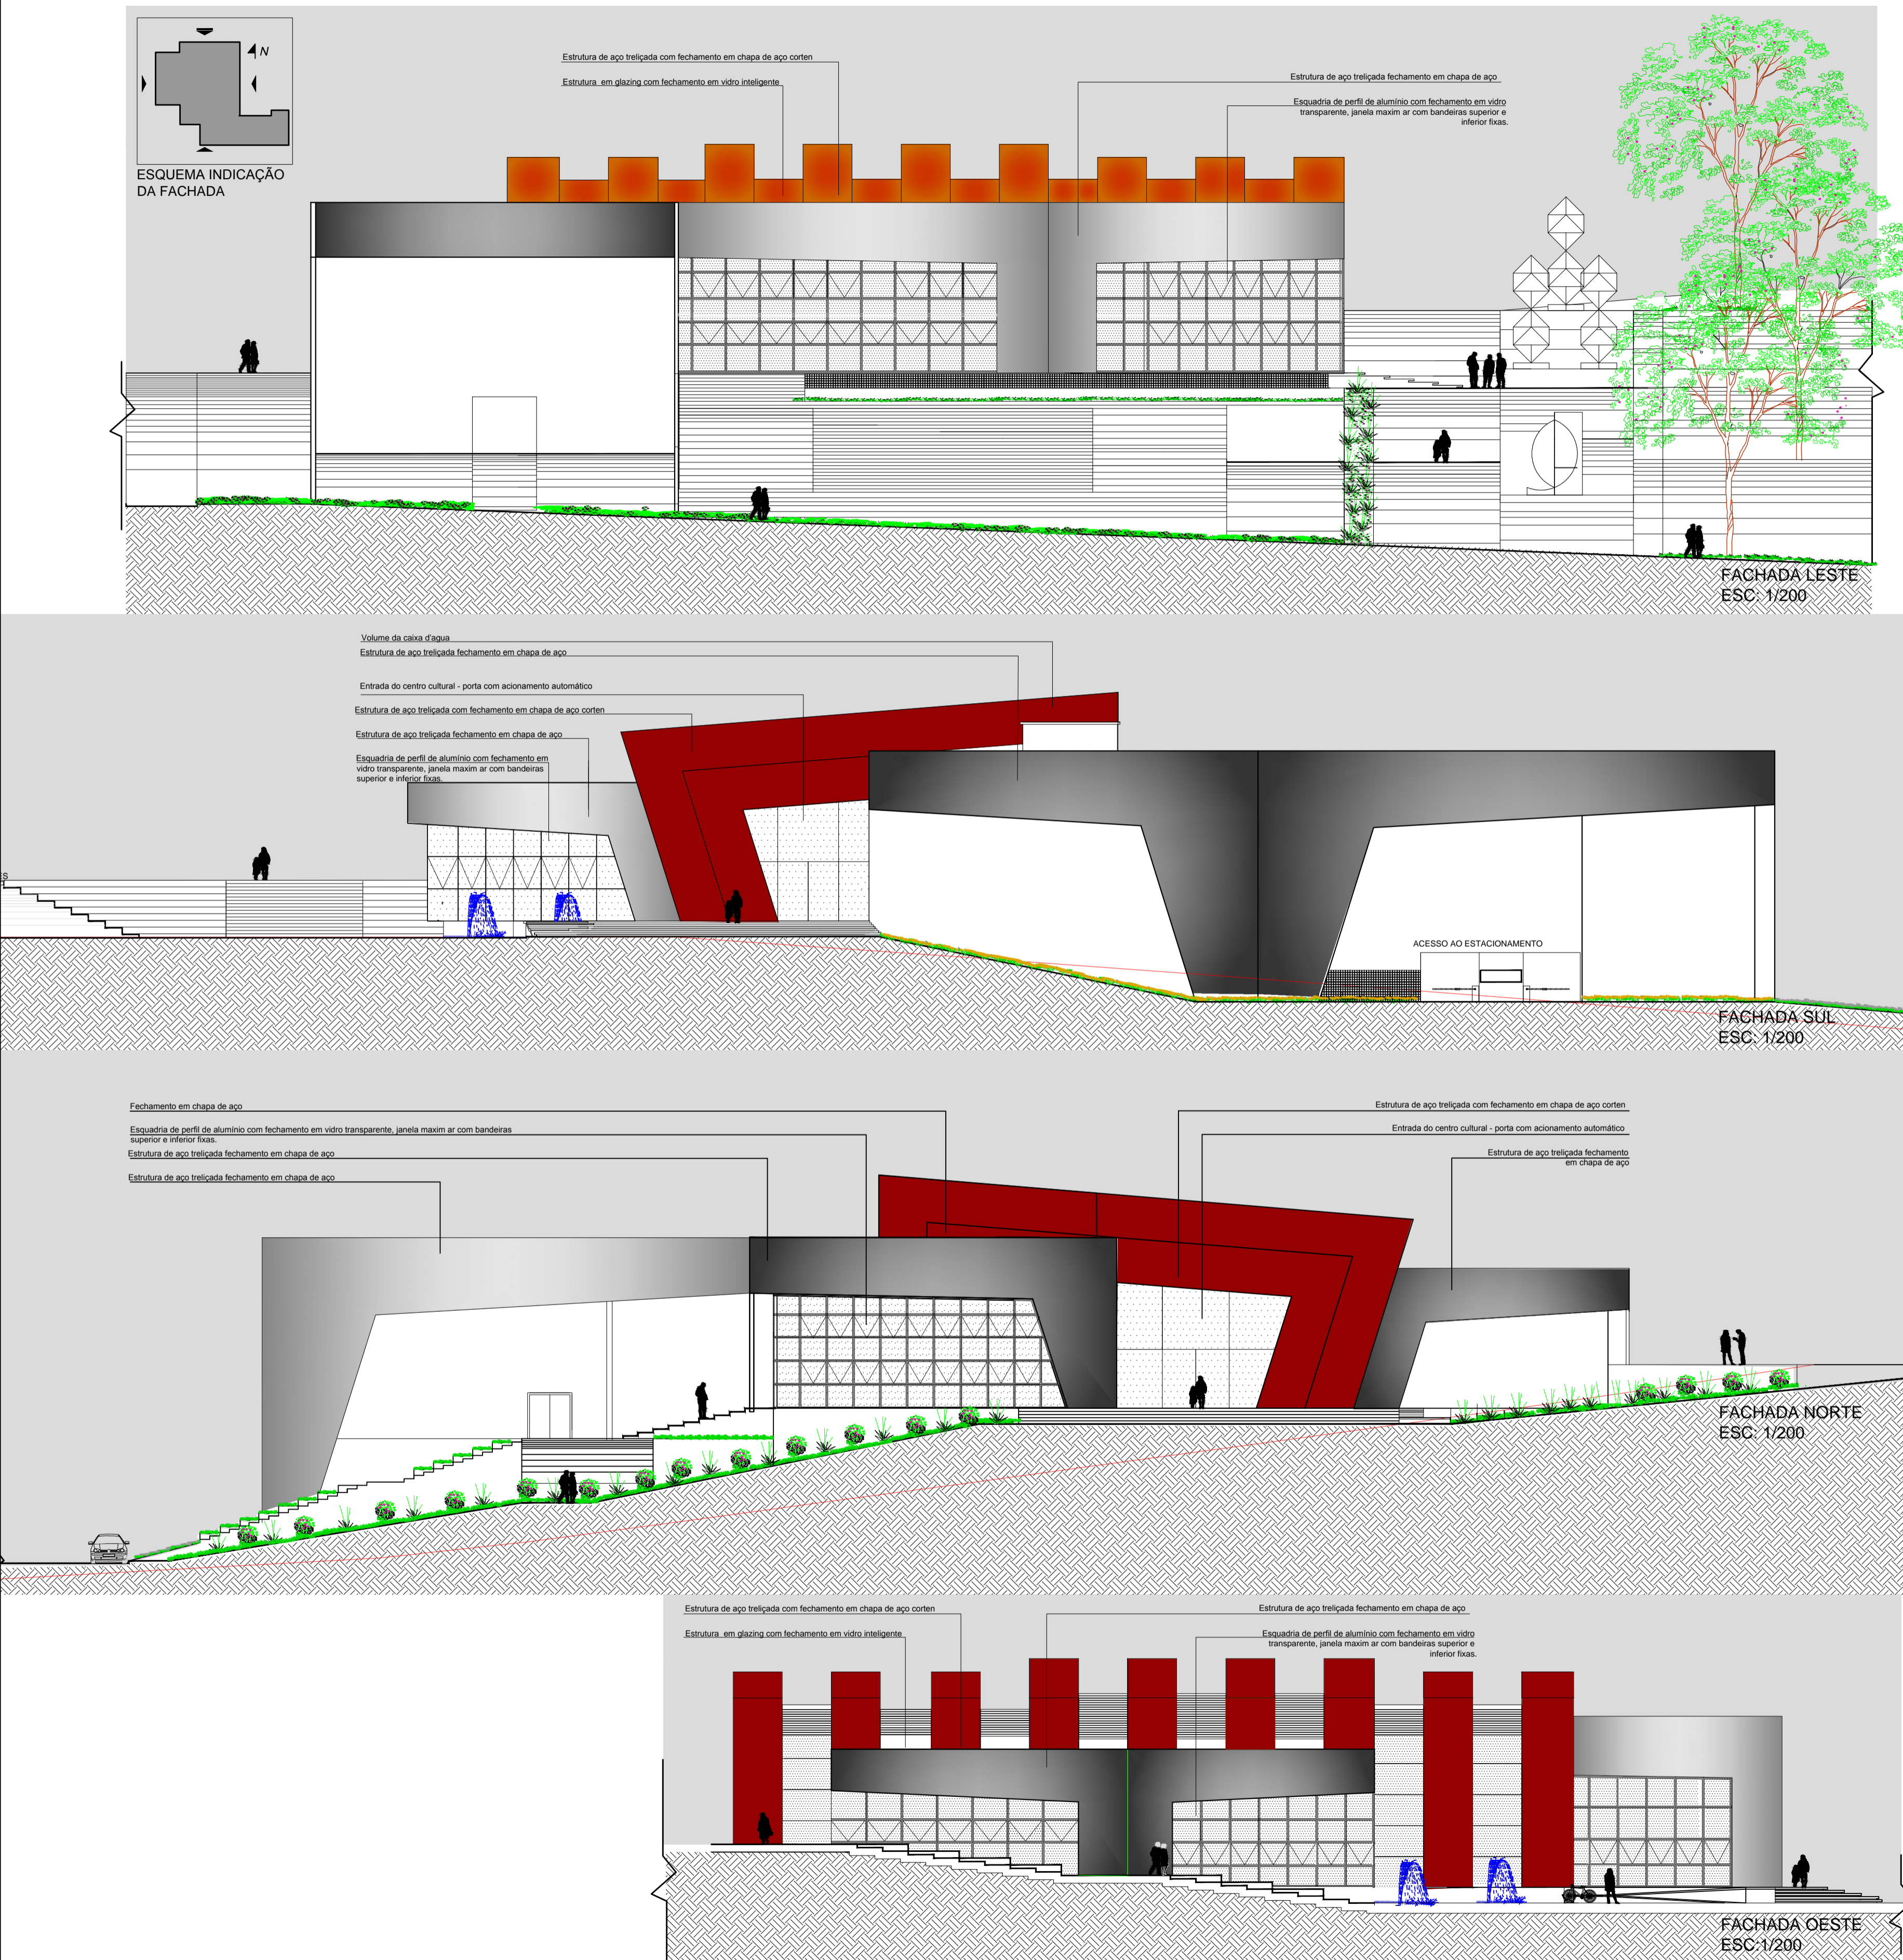 N
ESQUEMA INDICAÇÃO
DA FACHADA
Estrutura de aço treliçada com fechamento em chapa de aço corten
Estrutura em glazing com fechamento em vidro inteligente
Estrutura de aço treliçada fechamento em chapa de aço
Esquadria de perfil de alumínio com fechamento em vidro
transparente, janela maxim ar com bandeiras superior e
inferior fixas.
FACHADA LESTE
ESC: 1/200
Volume da caixa d'agua
Estrutura de aço treliçada fechamento em chapa de aço
Entrada do centro cultural - porta com acionamento automático
Estrutura de aço treliçada com fechamento em chapa de aço corten
Estrutura de aço treliçada fechamento em chapa de aço
Esquadria de perfil de alumínio com fechamento em
vidro transparente, janela maxim ar com bandeiras
superior e inferior fixas.
ES
ACESSO AO ESTACIONAMENTO
FACHADA SUL
ESC: 1/200
Fechamento em chapa de aço
Esquadria de perfil de alumínio com fechamento em vidro transparente, janela maxim ar com bandeiras
superior e inferior fixas.
Estrutura de aço treliçada fechamento em chapa de aço
Estrutura de aço treliçada fechamento em chapa de aço
Estrutura de aço treliçada com fechamento em chapa de aço corten
Entrada do centro cultural - porta com acionamento automático
Estrutura de aço treliçada fechamento
em chapa de aço
FACHADA NORTE
ESC: 1/200
Estrutura de aço treliçada com fechamento em chapa de aço corten
Estrutura em glazing com fechamento em vidro inteligente
Estrutura de aço treliçada fechamento em chapa de aço
Esquadria de perfil de alumínio com fechamento em vidro
transparente, janela maxim ar com bandeiras superior e
inferior fixas.
FACHADA OESTE
ESC:1/200